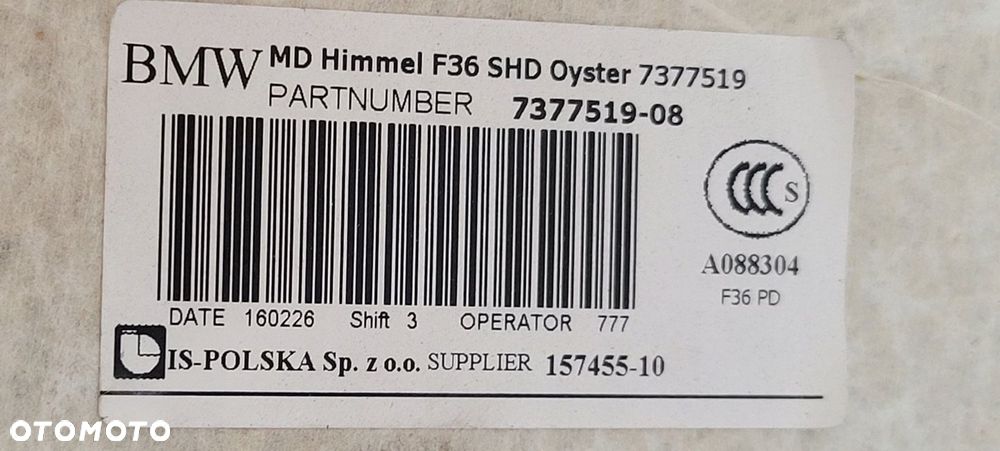 BMW MD Himmel F36 SHD Oyster 7377519
PARTNUMBER 7377519-08
CCC S
A088304
F36 PD
DATE 160226 Shift 3 OPERATOR 777
IS-POLSKA Sp. z o.o. SUPPLIER 157455-10
OTOMOTO